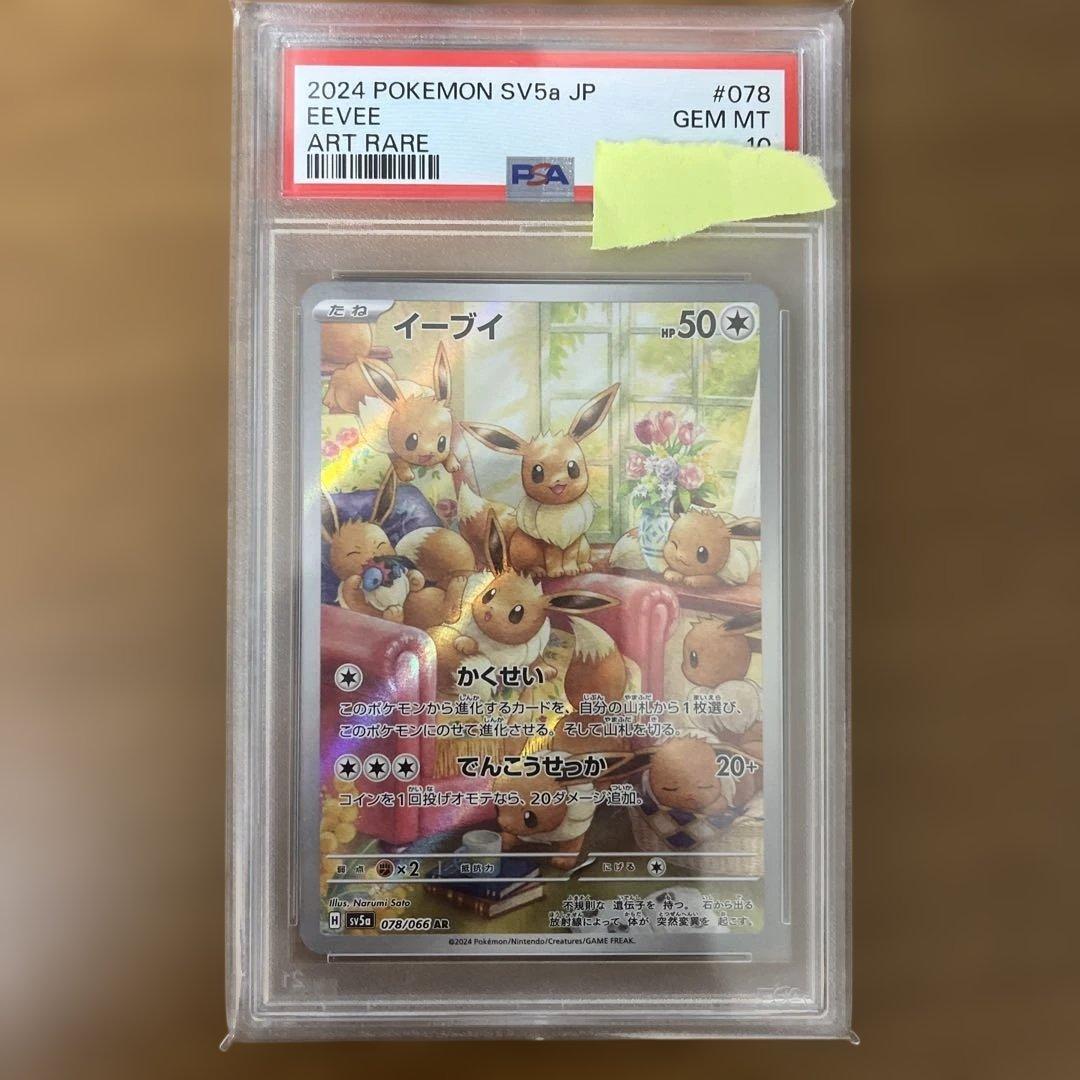 2024 POKEMON SV5a JP #078
EEVEE GEM MT
ART RARE 10
PSA
たね イーブイ HP50
かくせい
このポケモンから進化するカードを、自分の山札から1枚選び、
このポケモンにのせて進化させる。そして山札を切る。
でんこうせっか 20+
コインを1回投げオモテなら、20ダメージ追加。
弱点 ×2 抵抗力 にげる
Illus. Narumi Sato
不規則な 遺伝子を 持つ。 石から出る
放射線によって 体が 突然変異を 起こす。
H sv5a 078/066 AR
©2024 Pokémon/Nintendo/Creatures/GAME FREAK.